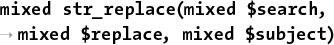 mixed str_replace(mixed $search,
→ mixed $replace, mixed $subject)